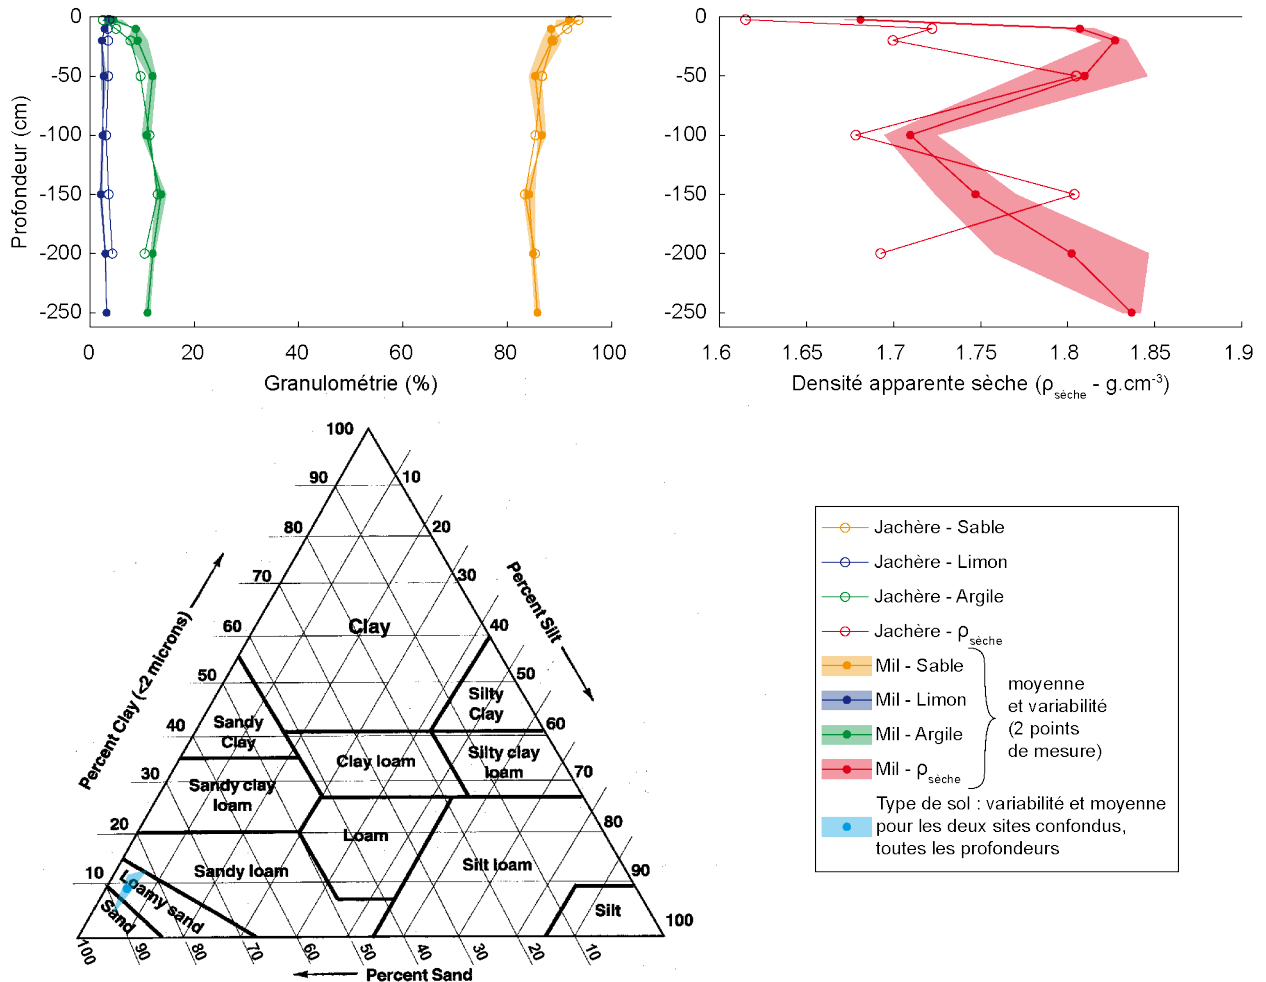 0
-50
-100
-150
-200
-250
Profondeur (cm)
0
20
40
60
80
100
Granulométrie (%)
0
-50
-100
-150
-200
-250
1.6
1.65
1.7
1.75
1.8
1.85
1.9
Densité apparente sèche (ρsèche - g.cm-3)
100
90
80
70
60
50
40
30
20
10
Percent Clay (<2 microns)
10
20
30
40
50
60
70
80
90
100
Percent Silt
Clay
Silty
Clay
Sandy
Clay
Clay loam
Silty clay
loam
Sandy clay
loam
Loam
Sandy loam
Silt loam
Loamy sand
Sand
Silt
100
90
80
70
60
50
40
30
20
10
Percent Sand
Jachère - Sable
Jachère - Limon
Jachère - Argile
Jachère - ρsèche
Mil - Sable
Mil - Limon
Mil - Argile
Mil - ρsèche
moyenne
et variabilité
(2 points
de mesure)
Type de sol : variabilité et moyenne
pour les deux sites confondus,
toutes les profondeurs